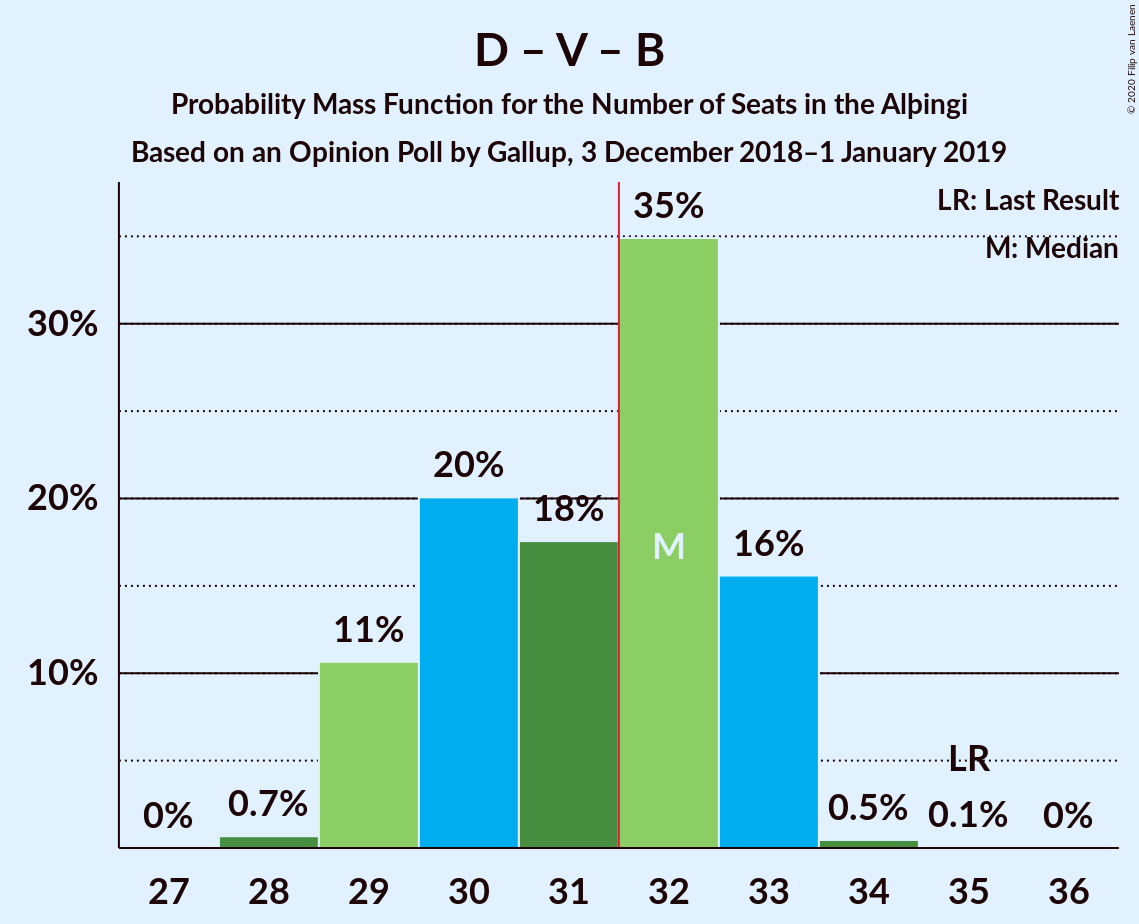 D – V – B
Probability Mass Function for the Number of Seats in the Alþingi
Based on an Opinion Poll by Gallup, 3 December 2018–1 January 2019
© 2020 Filip van Laenen
LR: Last Result
M: Median
30%
20%
10%
0%
0.7%
11%
20%
18%
35%
M
16%
0.5%
LR
0.1%
0%
27 28 29 30 31 32 33 34 35 36